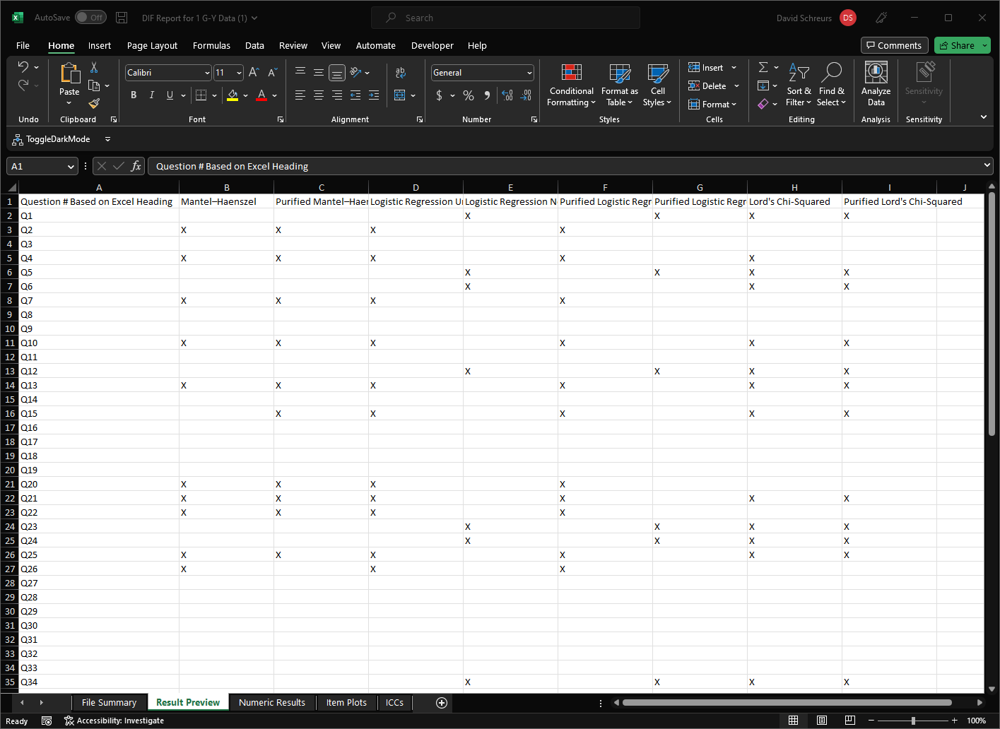 AutoSave Off DIF Report for 1 G-Y Data (1) Search David Schreurs DS
File Home Insert Page Layout Formulas Data Review View Automate Developer Help Comments Share
Calibri 11 General Insert
Paste Conditional Format as Cell Delete Sort & Find & Analyze Sensitivity
Formatting Table Styles Format Filter Select Data
Undo Clipboard Font Alignment Number Styles Cells Editing Analysis Sensitivity
ToggleDarkMode
A1 fx Question # Based on Excel Heading
A B C D E F G H I J
1 Question # Based on Excel Heading Mantel–Haenszel Purified Mantel–Haen Logistic Regression U Logistic Regression N Purified Logistic Regr Purified Logistic Regr Lord's Chi-Squared Purified Lord's Chi-Squared
2 Q1 X X X X
3 Q2 X X X X
4 Q3
5 Q4 X X X X X
6 Q5 X X X X
7 Q6 X X X
8 Q7 X X X X
9 Q8
10 Q9
11 Q10 X X X X X X
12 Q11
13 Q12 X X X X
14 Q13 X X X X X X
15 Q14
16 Q15 X X X X X
17 Q16
18 Q17
19 Q18
20 Q19
21 Q20 X X X X
22 Q21 X X X X X X
23 Q22 X X X X
24 Q23 X X X X
25 Q24 X X X X
26 Q25 X X X X X X
27 Q26 X X X
28 Q27
29 Q28
30 Q29
31 Q30
32 Q31
33 Q32
34 Q33
35 Q34 X X X X
File Summary Result Preview Numeric Results Item Plots ICCs
Ready Accessibility: Investigate 100%